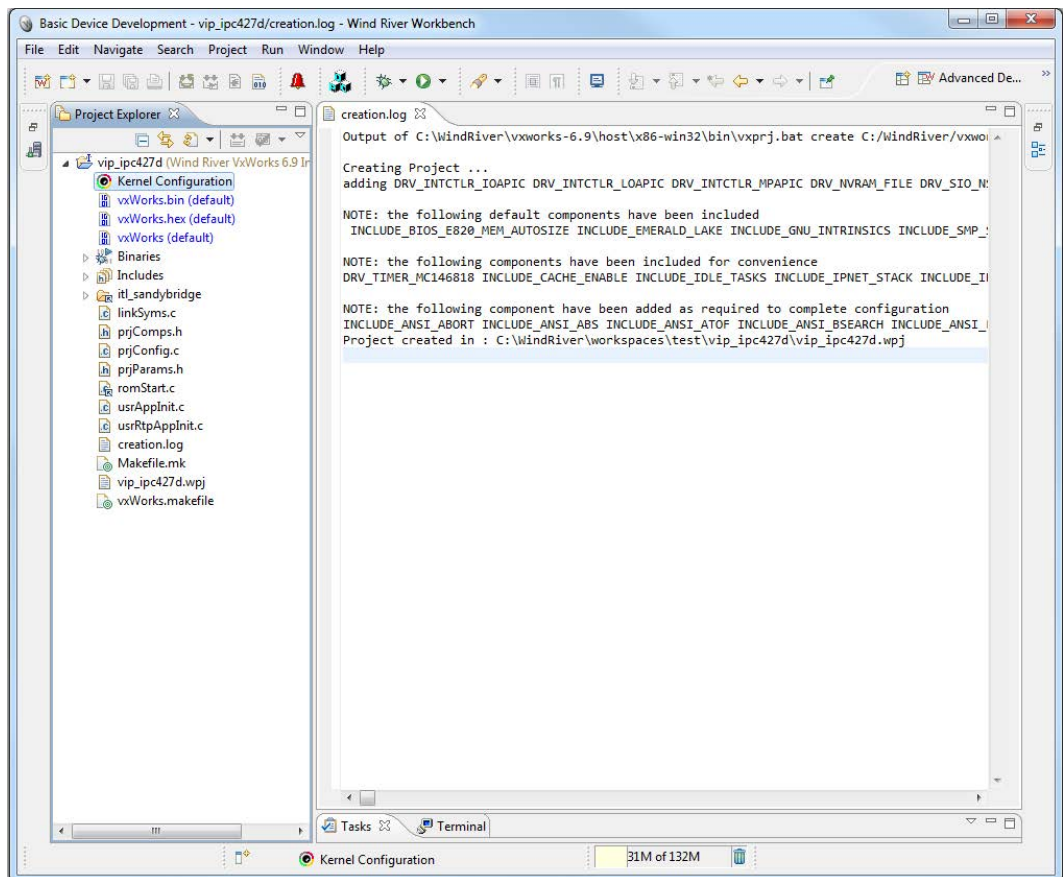 Basic Device Development - vip_ipc427d/creation.log - Wind River Workbench
File Edit Navigate Search Project Run Window Help
Advanced De...
Project Explorer
vip_ipc427d (Wind River VxWorks 6.9 Ir
Kernel Configuration
vxWorks.bin (default)
vxWorks.hex (default)
vxWorks (default)
Binaries
Includes
itl_sandybridge
linkSyms.c
prjComps.h
prjConfig.c
prjParams.h
romStart.c
usrAppInit.c
usrRtpAppInit.c
creation.log
Makefile.mk
vip_ipc427d.wpj
vxWorks.makefile
creation.log
Output of C:\WindRiver\vxworks-6.9\host\x86-win32\bin\vxprj.bat create C:/WindRiver/vxwo
Creating Project ...
adding DRV_INTCTLR_IOAPIC DRV_INTCTLR_LOAPIC DRV_INTCTLR_MPAPIC DRV_NVRAM_FILE DRV_SIO_N
NOTE: the following default components have been included
INCLUDE_BIOS_E820_MEM_AUTOSIZE INCLUDE_EMERALD_LAKE INCLUDE_GNU_INTRINSICS INCLUDE_SMP_
NOTE: the following components have been included for convenience
DRV_TIMER_MC146818 INCLUDE_CACHE_ENABLE INCLUDE_IDLE_TASKS INCLUDE_IPNET_STACK INCLUDE_I
NOTE: the following component have been added as required to complete configuration
INCLUDE_ANSI_ABORT INCLUDE_ANSI_ABS INCLUDE_ANSI_ATOF INCLUDE_ANSI_BSEARCH INCLUDE_ANSI_
Project created in : C:\WindRiver\workspaces\test\vip_ipc427d\vip_ipc427d.wpj
Tasks
Terminal
Kernel Configuration
31M of 132M